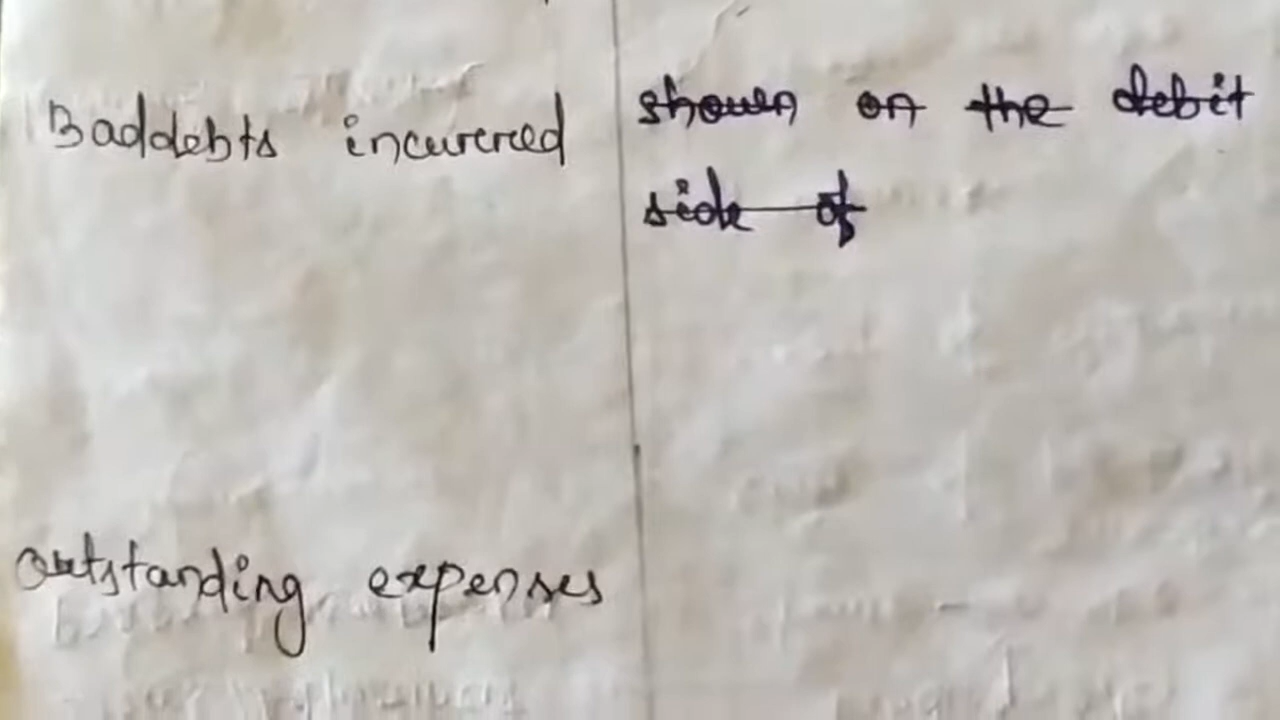 Baddebts incurred
shown on the debit
side of
outstanding expenses